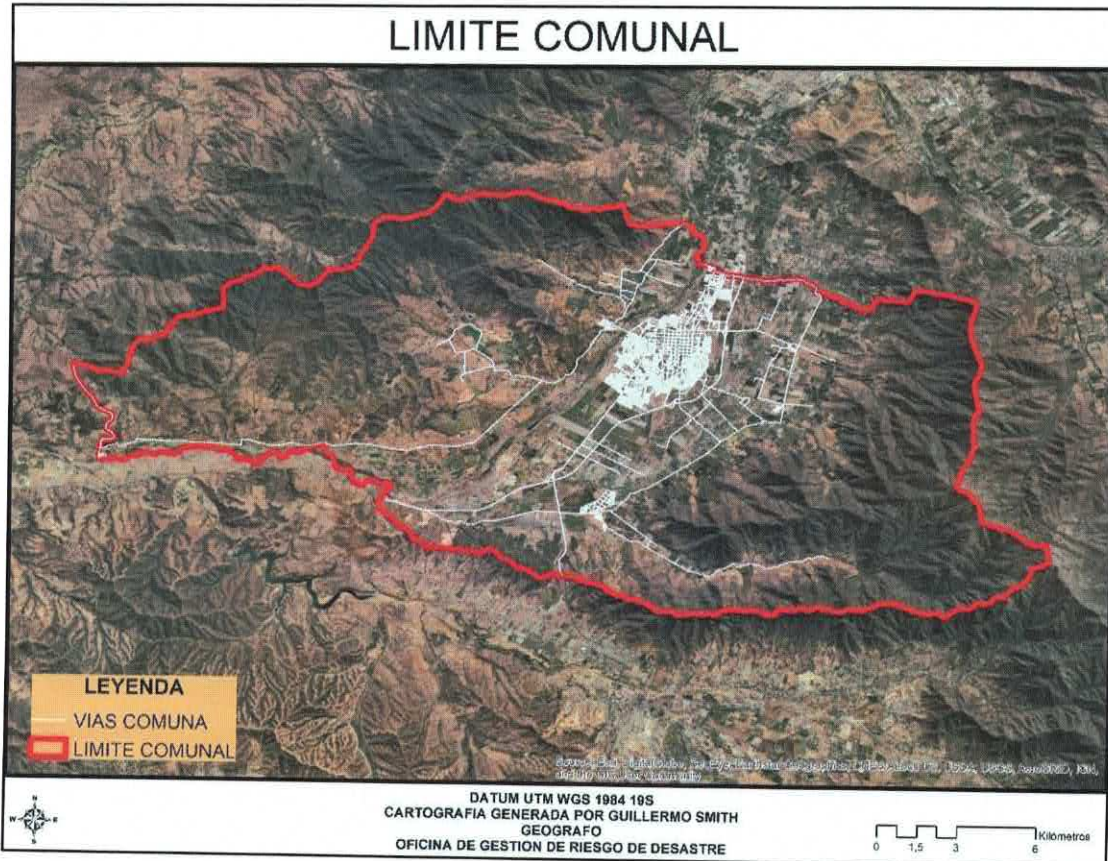 LIMITE COMUNAL
LEYENDA
VIAS COMUNA
LIMITE COMUNAL
DATUM UTM WGS 1984 19S
CARTOGRAFIA GENERADA POR GUILLERMO SMITH
GEOGRAFO
OFICINA DE GESTION DE RIESGO DE DESASTRE
N
W E
S
Kilómetros
0 1,5 3 6